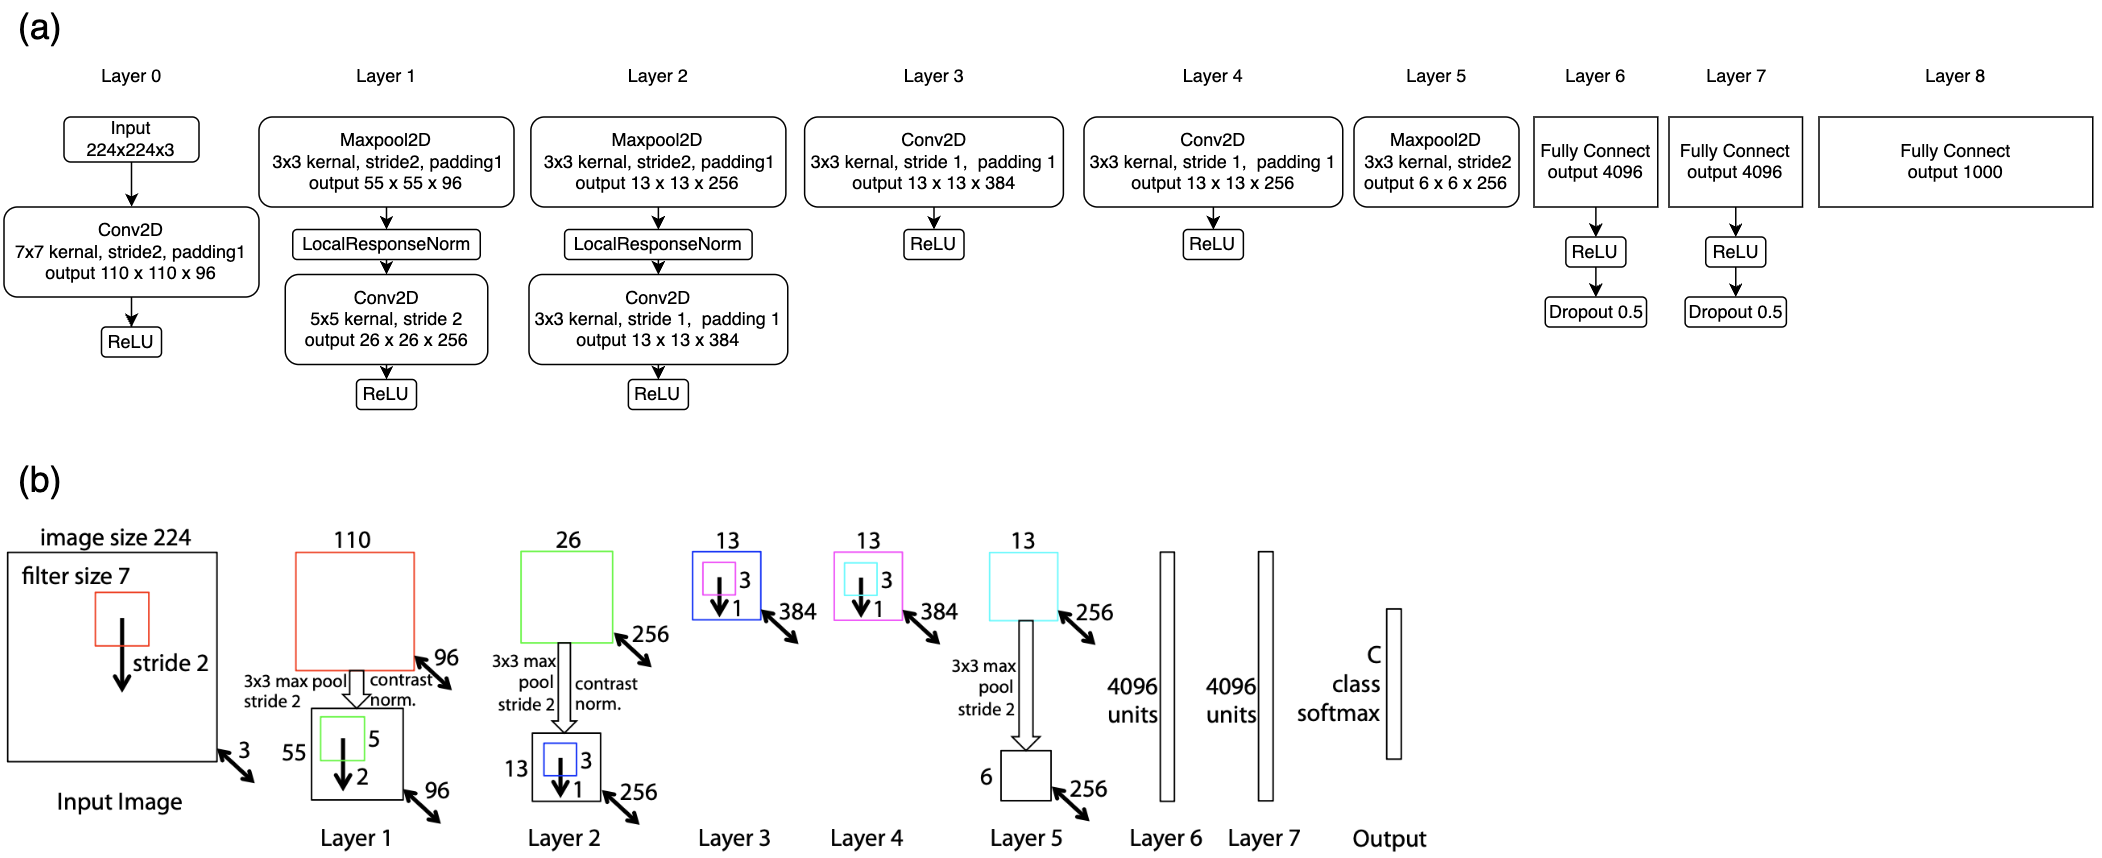 (a)
Layer 0
Layer 1
Layer 2
Layer 3
Layer 4
Layer 5
Layer 6
Layer 7
Layer 8
Input
224x224x3
Conv2D
7x7 kernal, stride2, padding1
output 110 x 110 x 96
ReLU
Maxpool2D
3x3 kernal, stride2, padding1
output 55 x 55 x 96
LocalResponseNorm
Conv2D
5x5 kernal, stride 2
output 26 x 26 x 256
ReLU
Maxpool2D
3x3 kernal, stride2, padding1
output 13 x 13 x 256
LocalResponseNorm
Conv2D
3x3 kernal, stride 1, padding 1
output 13 x 13 x 384
ReLU
Conv2D
3x3 kernal, stride 1, padding 1
output 13 x 13 x 384
ReLU
Conv2D
3x3 kernal, stride 1, padding 1
output 13 x 13 x 256
ReLU
Maxpool2D
3x3 kernal, stride2
output 6 x 6 x 256
Fully Connect
output 4096
ReLU
Dropout 0.5
Fully Connect
output 4096
ReLU
Dropout 0.5
Fully Connect
output 1000
(b)
image size 224
filter size 7
stride 2
3
Input Image
110
96
3x3 max pool
stride 2
contrast
norm.
55
5
2
96
Layer 1
26
256
3x3 max
pool
stride 2
contrast
norm.
13
3
1
256
Layer 2
13
3
1
384
Layer 3
13
3
1
384
Layer 4
13
256
3x3 max
pool
stride 2
6
256
Layer 5
4096
units
Layer 6
4096
units
Layer 7
C
class
softmax
Output